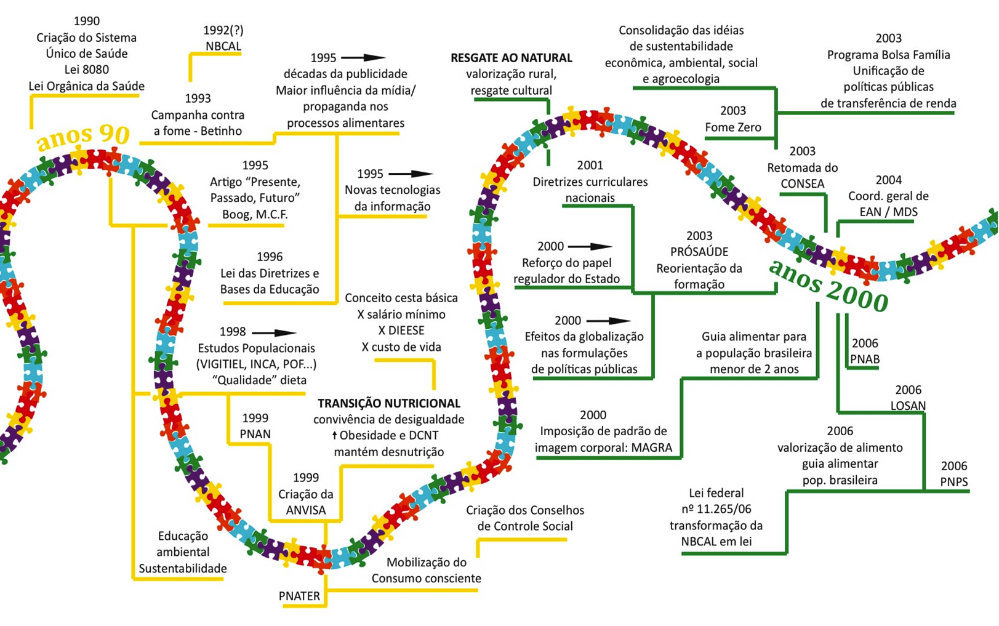 1990
Criação do Sistema
Único de Saúde
Lei 8080
Lei Orgânica da Saúde
1992(?)
NBCAL
1993
Campanha contra
a fome - Betinho
1995
décadas da publicidade
Maior influência da mídia/
propaganda nos
processos alimentares
anos 90
1995
Artigo “Presente,
Passado, Futuro”
Boog, M.C.F.
1995
Novas tecnologias
da informação
1996
Lei das Diretrizes e
Bases da Educação
Conceito cesta básica
X salário mínimo
X DIEESE
X custo de vida
1998
Estudos Populacionais
(VIGITIEL, INCA, POF...)
“Qualidade” dieta
TRANSIÇÃO NUTRICIONAL
convivência de desigualdade
↑ Obesidade e DCNT
mantém desnutrição
1999
PNAN
1999
Criação da
ANVISA
Educação
ambiental
Sustentabilidade
PNATER
Mobilização do
Consumo consciente
Criação dos Conselhos
de Controle Social
RESGATE AO NATURAL
valorização rural,
resgate cultural
Consolidação das idéias
de sustentabilidade
econômica, ambiental, social
e agroecologia
2003
Programa Bolsa Família
Unificação de
políticas públicas
de transferência de renda
2003
Fome Zero
2003
Retomada do
CONSEA
2004
Coord. geral de
EAN / MDS
2001
Diretrizes curriculares
nacionais
2000
Reforço do papel
regulador do Estado
2003
PRÓSAÚDE
Reorientação da
formação
anos 2000
2000
Efeitos da globalização
nas formulações
de políticas públicas
Guia alimentar para
a população brasileira
menor de 2 anos
2006
PNAB
2000
Imposição de padrão de
imagem corporal: MAGRA
2006
LOSAN
2006
valorização de alimento
guia alimentar
pop. brasileira
2006
PNPS
Lei federal
nº 11.265/06
transformação da
NBCAL em lei